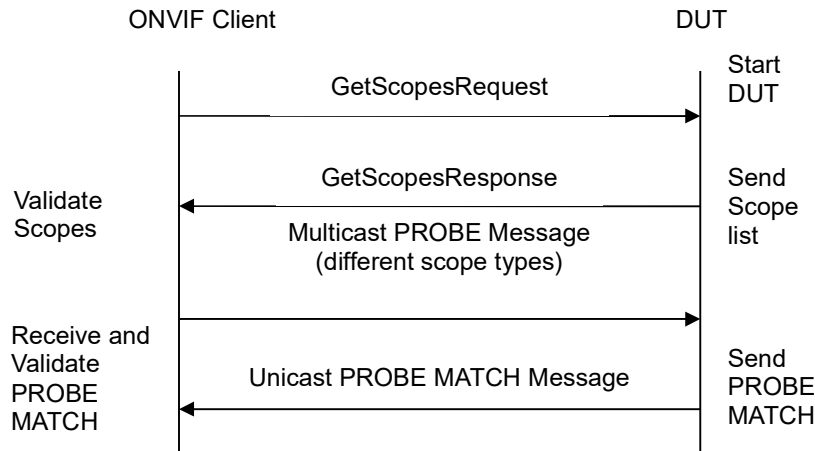 ONVIF Client
DUT
Start
DUT
GetScopesRequest
GetScopesResponse
Validate
Scopes
Send
Scope
list
Multicast PROBE Message
(different scope types)
Receive and
Validate
PROBE
MATCH
Unicast PROBE MATCH Message
Send
PROBE
MATCH